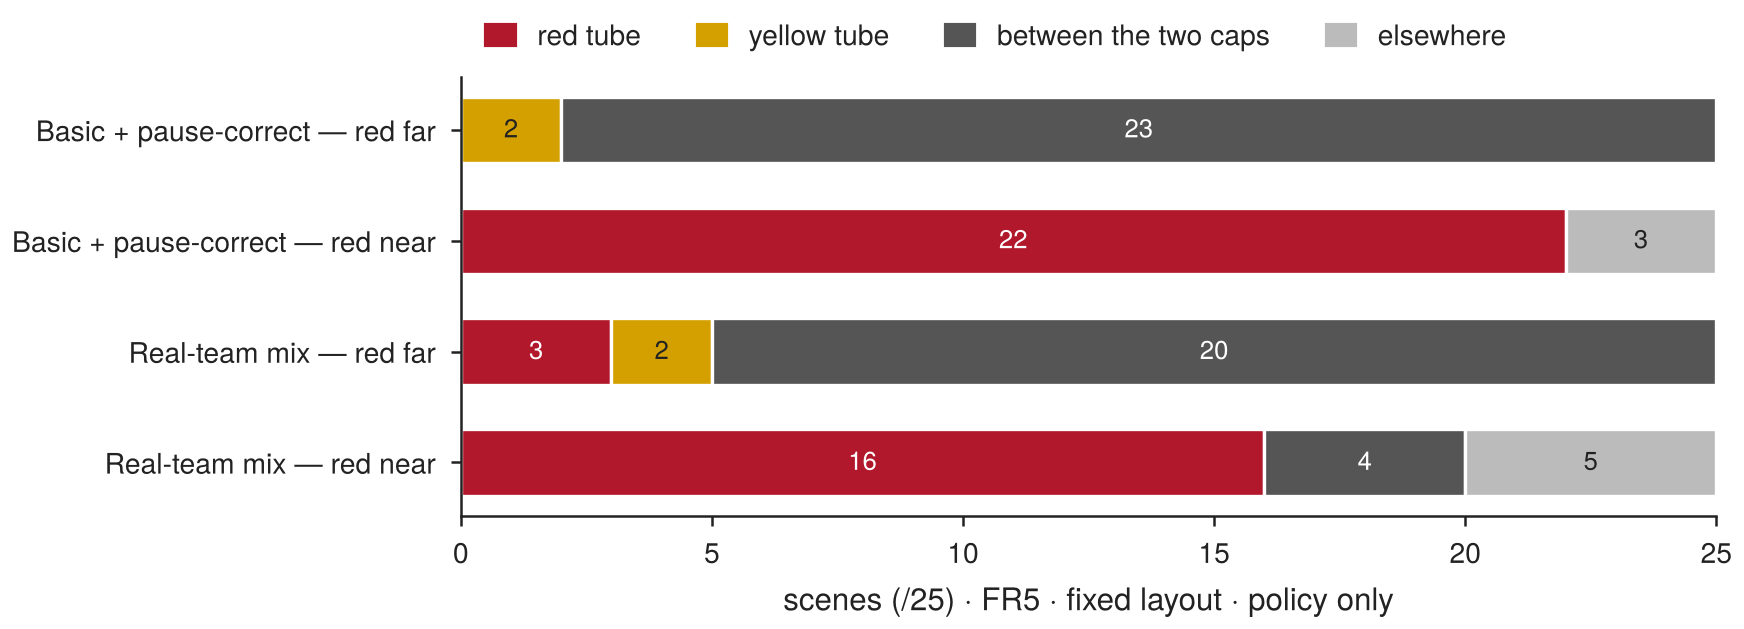 red tube yellow tube between the two caps elsewhere
Basic + pause-correct — red far 2 23
Basic + pause-correct — red near 22 3
Real-team mix — red far 3 2 20
Real-team mix — red near 16 4 5
0 5 10 15 20 25
scenes (/25) · FR5 · fixed layout · policy only